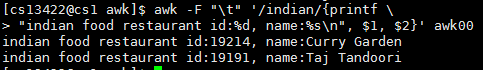 [cs13422@cs1 awk]$ awk -F "\t" '/indian/{printf \
> "indian food restaurant id:%d, name:%s\n", $1, $2}' awk00
indian food restaurant id:19214, name:Curry Garden
indian food restaurant id:19191, name:Taj Tandoori